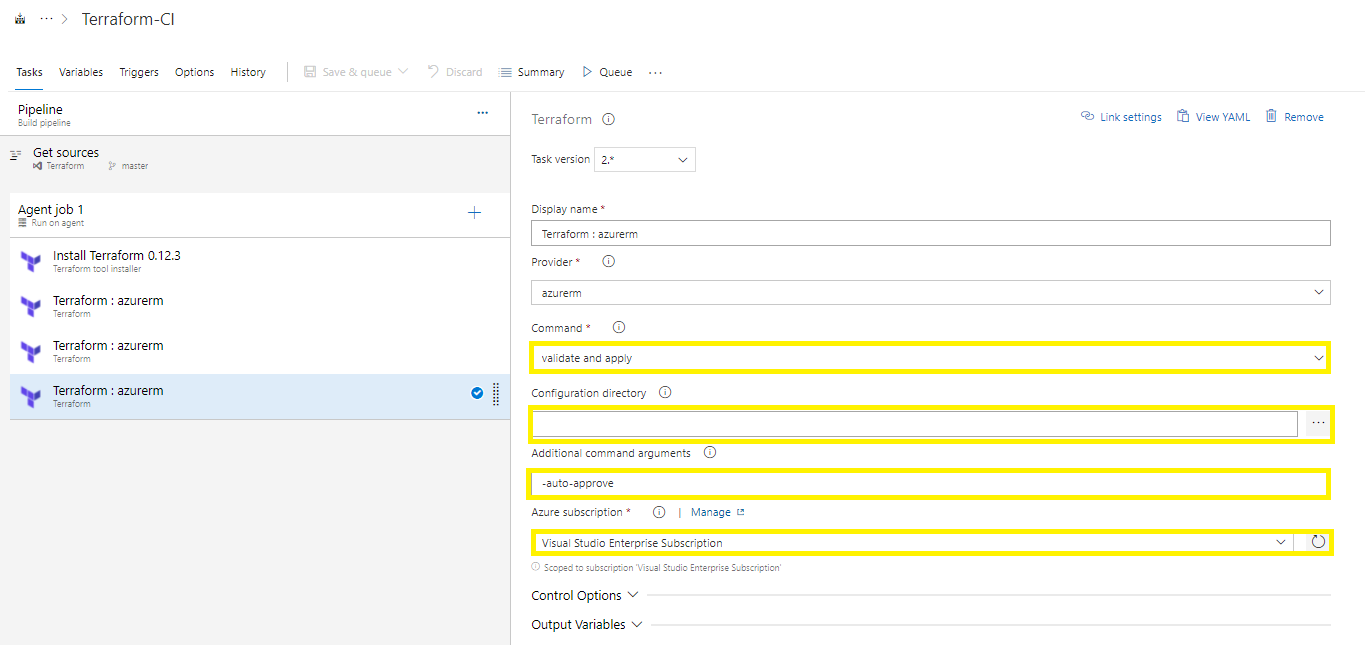 Terraform-CI
Tasks Variables Triggers Options History Save & queue Discard Summary Queue
Pipeline
Build pipeline
Get sources
Terraform master
Agent job 1
Run on agent
Install Terraform 0.12.3
Terraform tool installer
Terraform : azurerm
Terraform
Terraform : azurerm
Terraform
Terraform : azurerm
Terraform
Terraform
Link settings View YAML Remove
Task version 2.*
Display name *
Terraform : azurerm
Provider *
azurerm
Command *
validate and apply
Configuration directory
Additional command arguments
-auto-approve
Azure subscription * | Manage
Visual Studio Enterprise Subscription
Scoped to subscription 'Visual Studio Enterprise Subscription'
Control Options
Output Variables